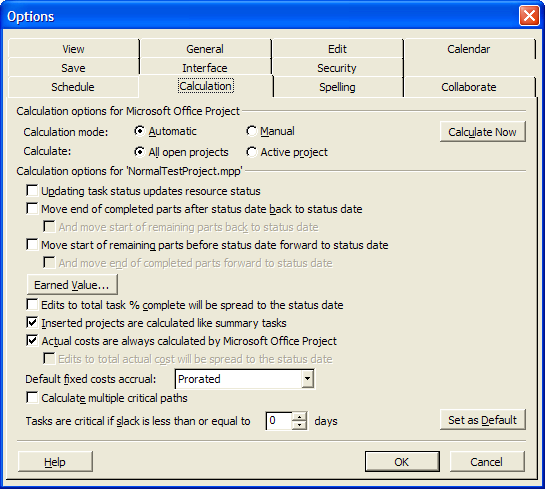 Options
View General Edit Calendar
Save Interface Security
Schedule Calculation Spelling Collaborate
Calculation options for Microsoft Office Project
Calculation mode: Automatic Manual Calculate Now
Calculate: All open projects Active project
Calculation options for 'NormalTestProject.mpp'
Updating task status updates resource status
Move end of completed parts after status date back to status date
And move start of remaining parts back to status date
Move start of remaining parts before status date forward to status date
And move end of completed parts forward to status date
Earned Value...
Edits to total task % complete will be spread to the status date
Inserted projects are calculated like summary tasks
Actual costs are always calculated by Microsoft Office Project
Edits to total actual cost will be spread to the status date
Default fixed costs accrual: Prorated
Calculate multiple critical paths
Tasks are critical if slack is less than or equal to 0 days Set as Default
Help OK Cancel